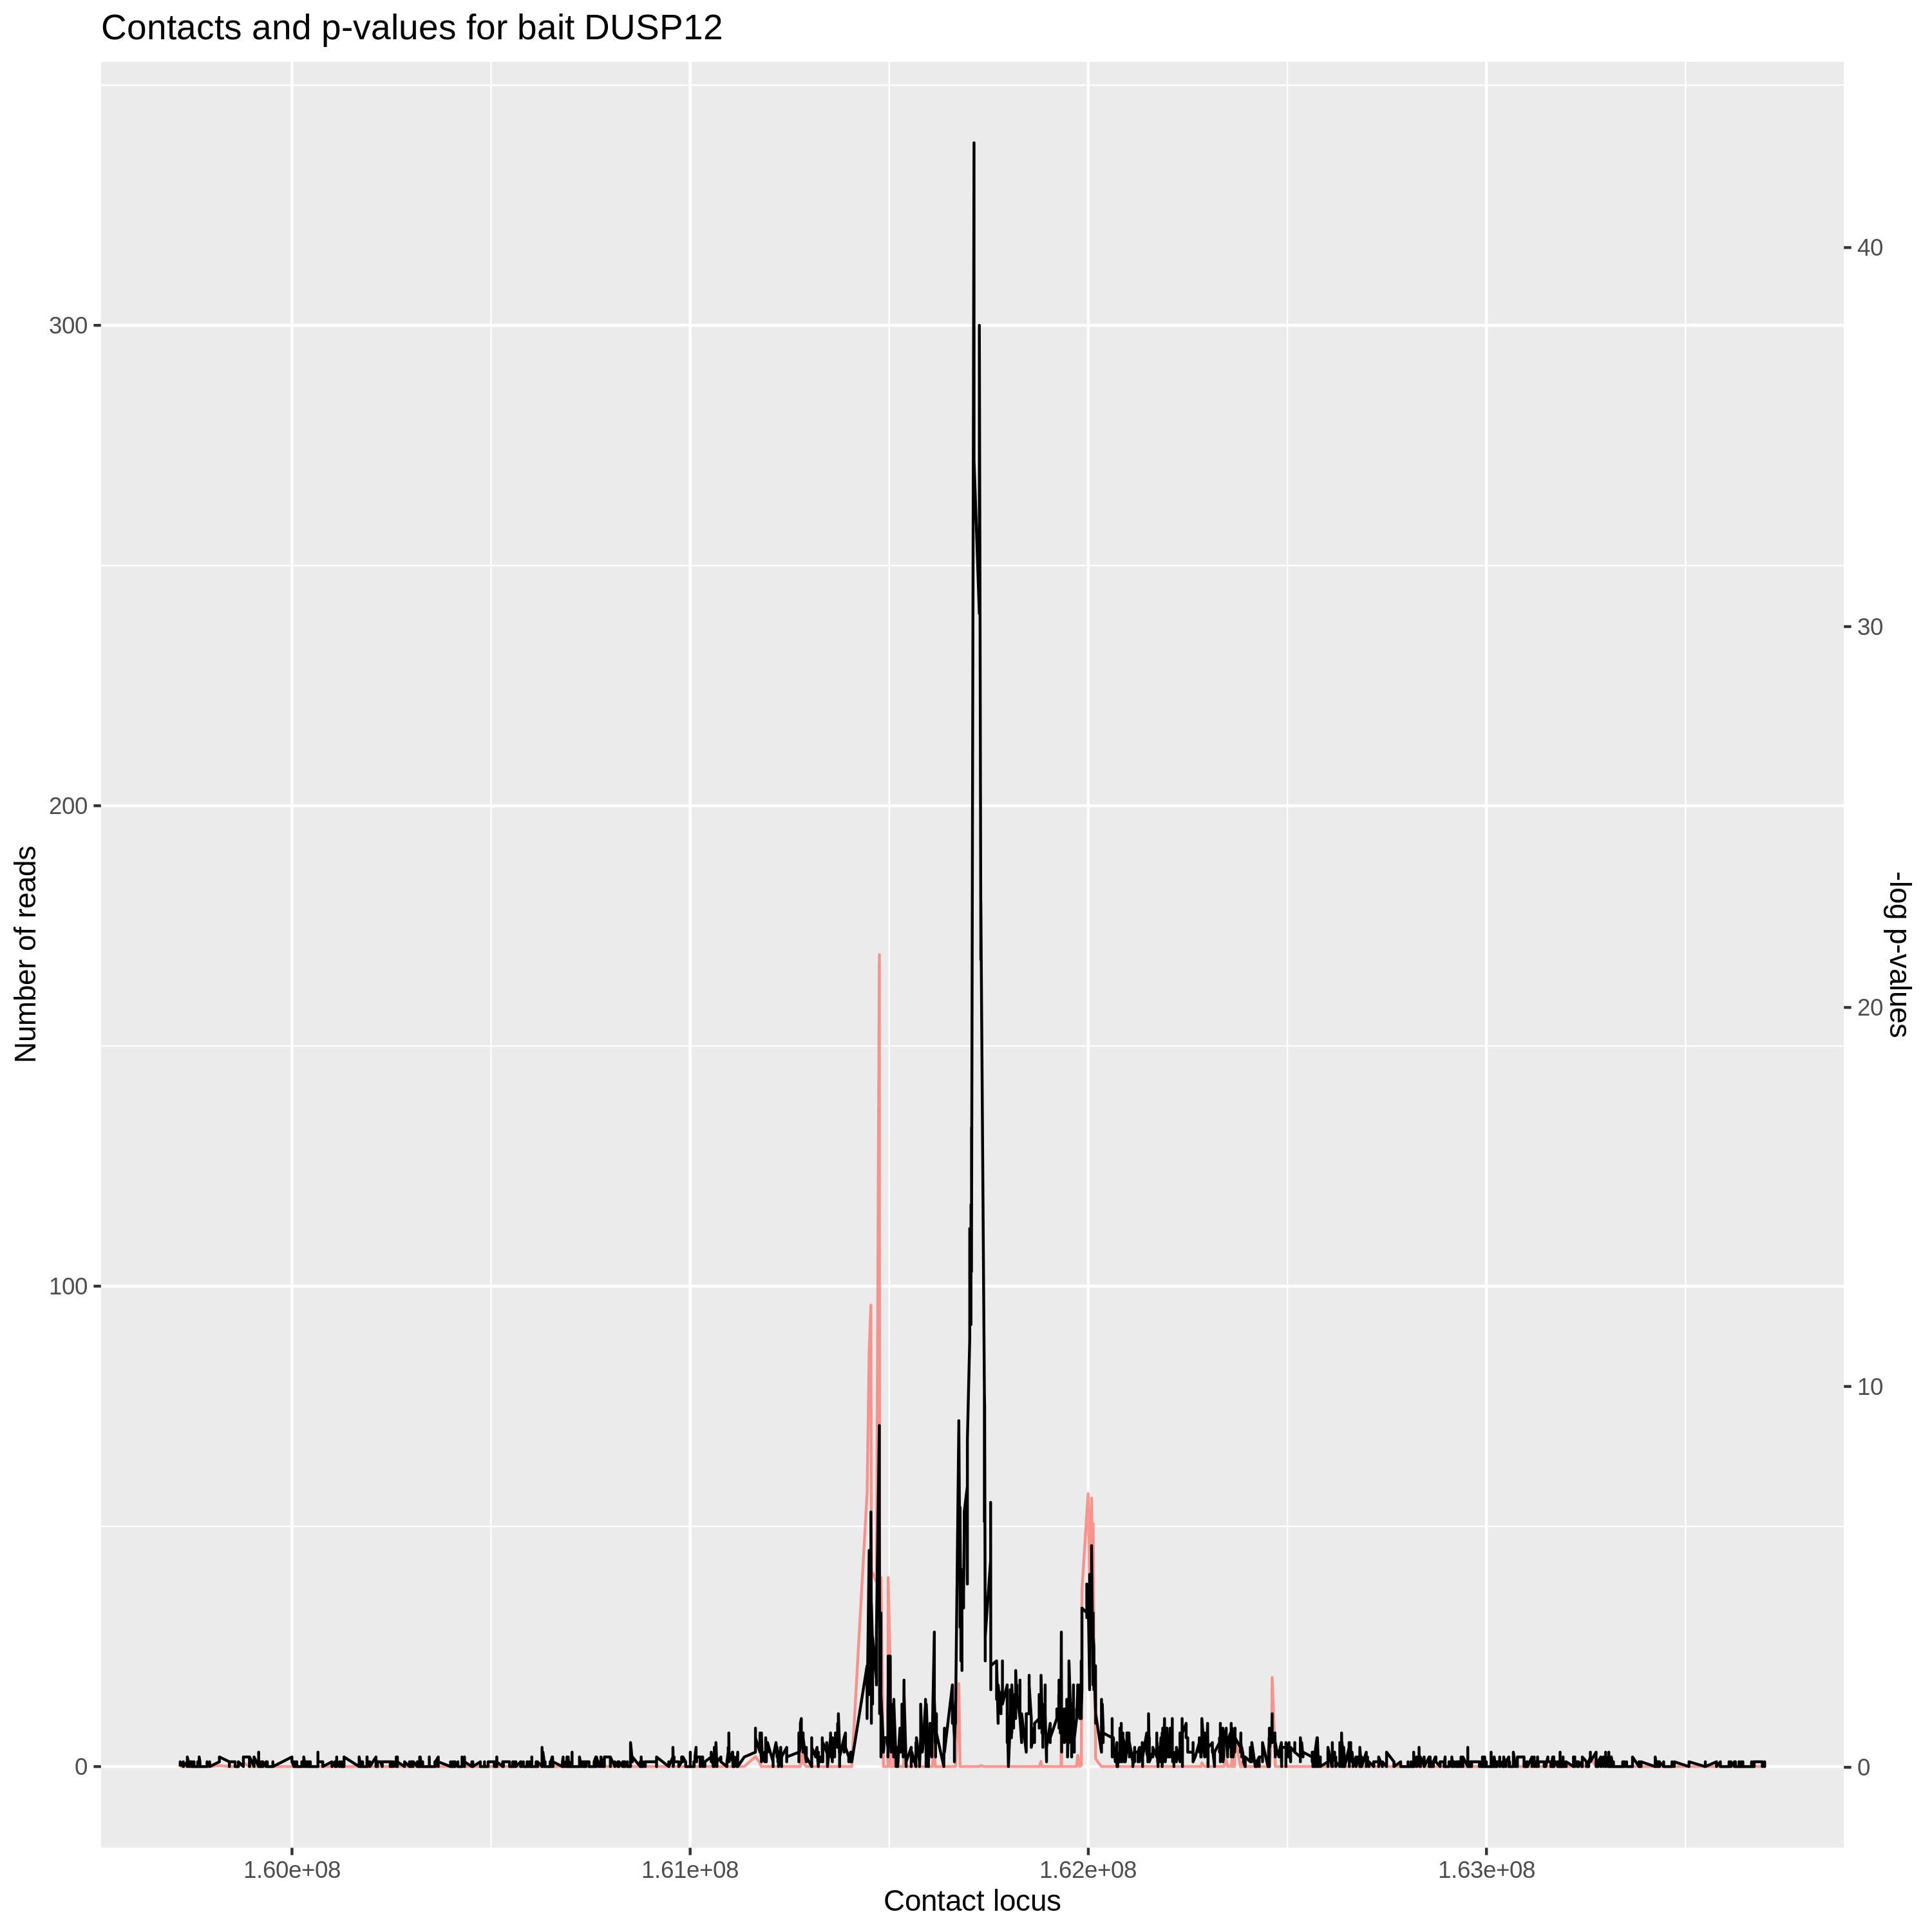 Contacts and p-values for bait DUSP12
300
200
100
0
Number of reads
40
30
20
10
0
-log p-values
1.60e+08
1.61e+08
1.62e+08
1.63e+08
Contact locus